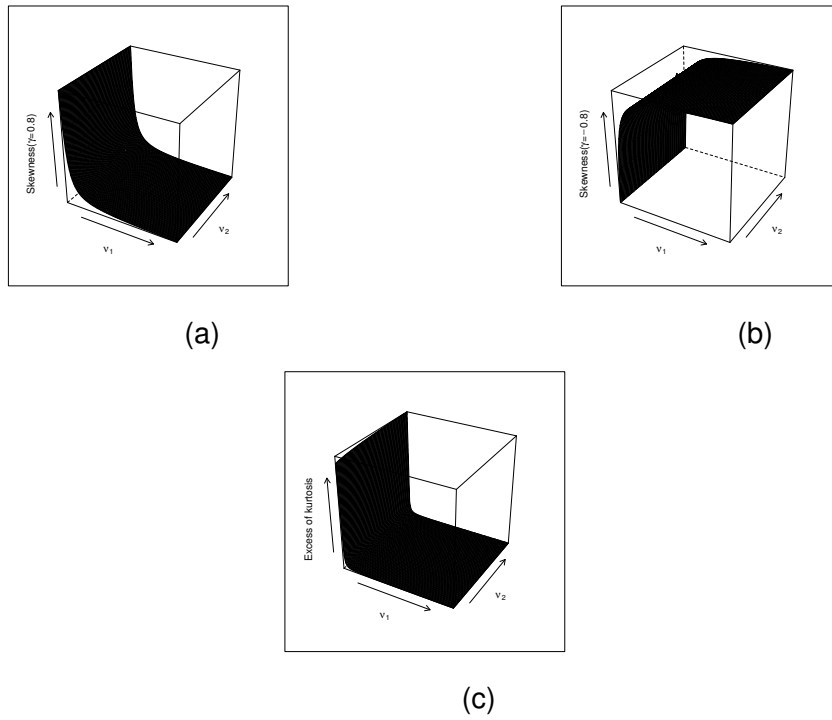 Skewness(γ=0.8)
ν1
ν2
(a)
Skewness(γ=−0.8)
ν1
ν2
(b)
Excess of kurtosis
ν1
ν2
(c)